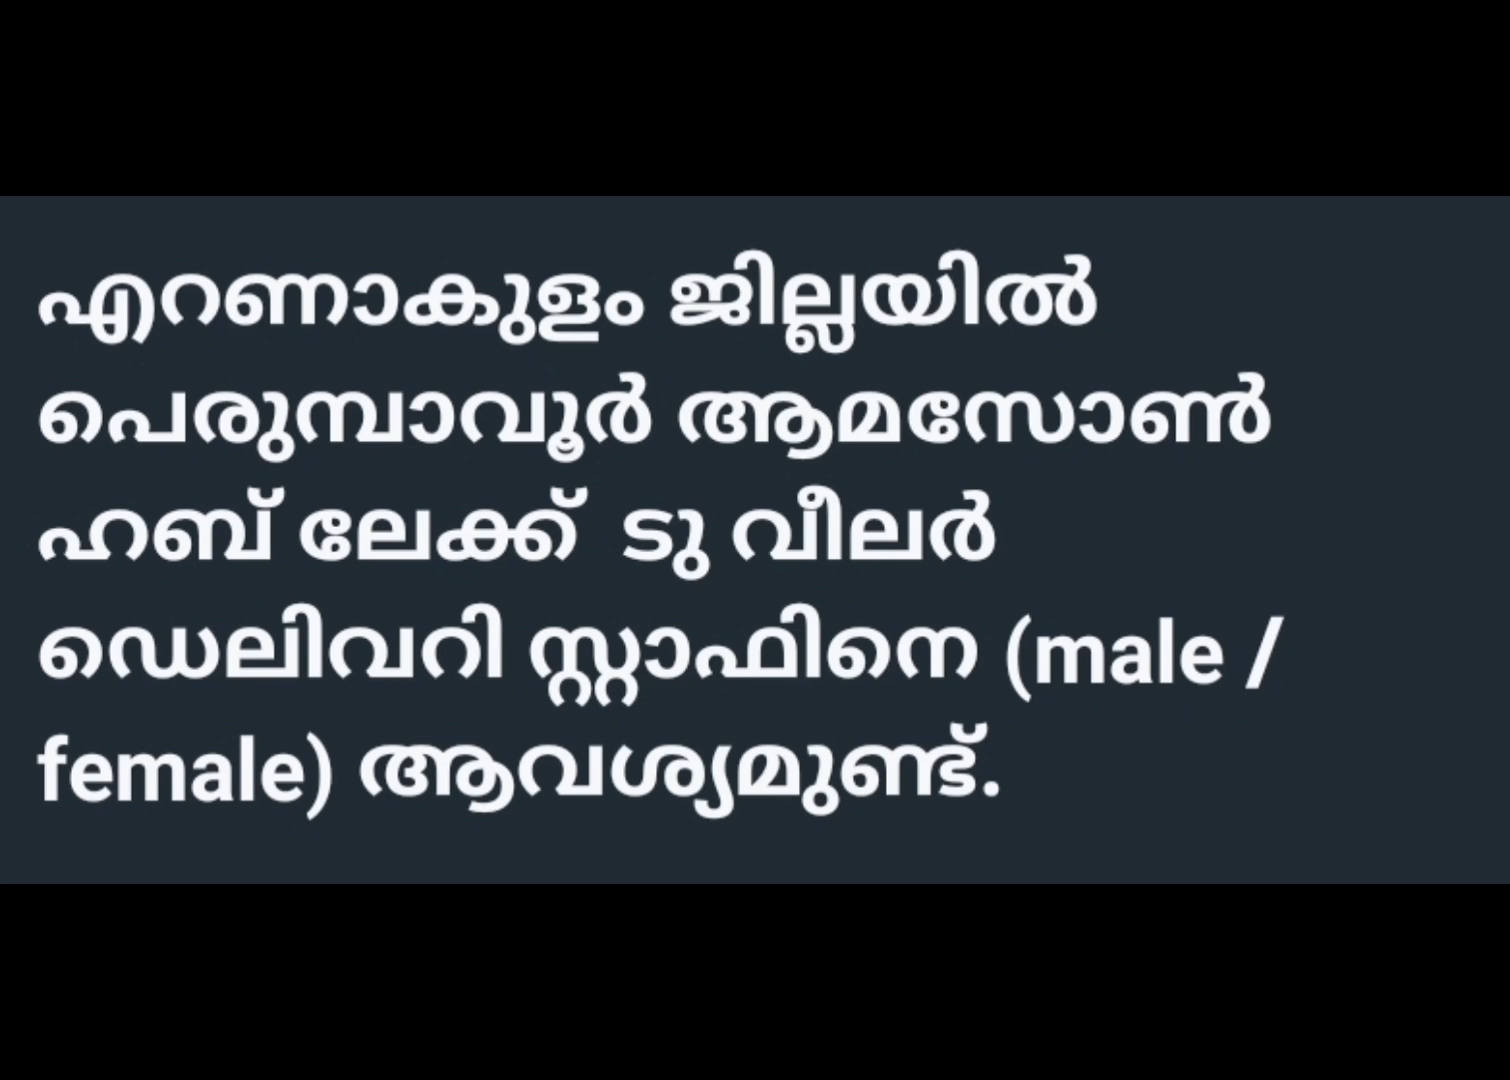 എറണാകുളം ജില്ലയിൽ
പെരുമ്പാവൂർ ആമസോൺ
ഹബ് ലേക്ക് ടു വീലർ
ഡെലിവറി സ്റ്റാഫിനെ (male /
female) ആവശ്യമുണ്ട്.